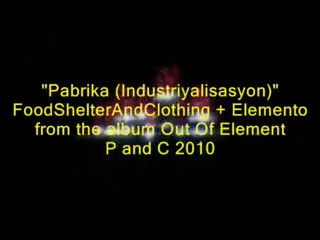 "Pabrika (Industriyalisasyon)"
FoodShelterAndClothing + Elemento
from the album Out Of Element
P and C 2010